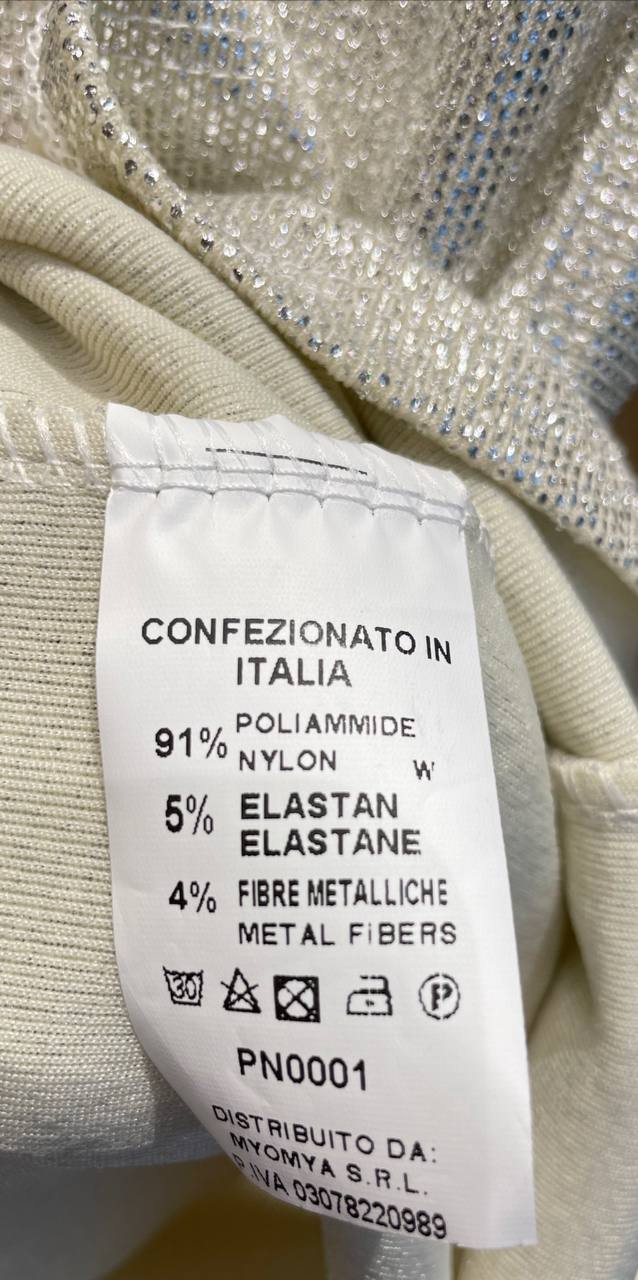 CONFEZIONATO IN
ITALIA
91% POLIAMMIDE
NYLON W
5% ELASTAN
ELASTANE
4% FIBRE METALLICHE
METAL FiBERS
30 P
PN0001
DISTRIBUITO DA:
MYOMYA S.R.L.
P.IVA 03078220989